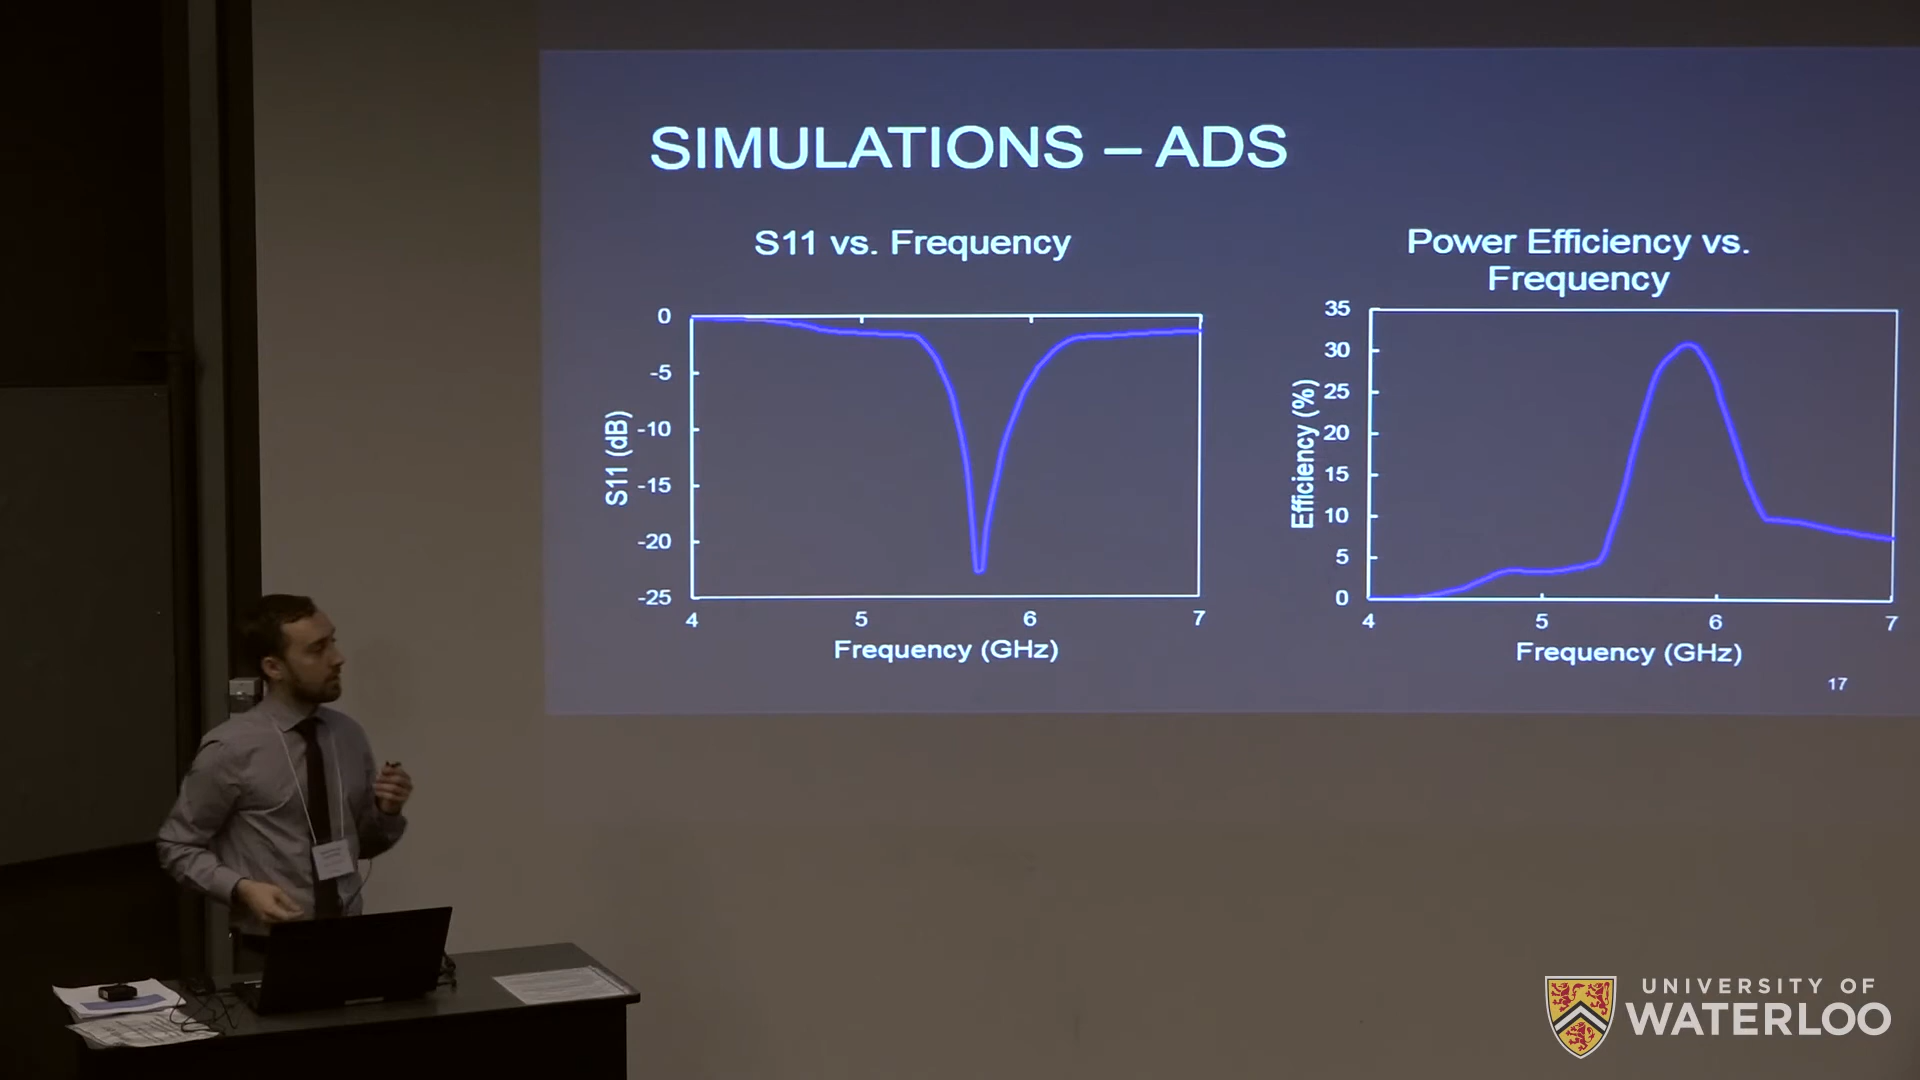 SIMULATIONS – ADS
S11 vs. Frequency
0
-5
-10
-15
-20
-25
S11 (dB)
4 5 6 7
Frequency (GHz)
Power Efficiency vs.
Frequency
35
30
25
20
15
10
5
0
Efficiency (%)
4 5 6 7
Frequency (GHz)
17
UNIVERSITY OF
WATERLOO